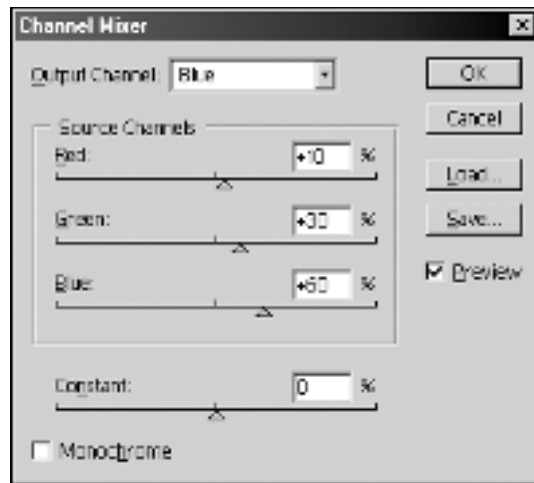 Channel Mixer
Output Channel: Blue
OK
Cancel
Load...
Save...
Preview
Source Channels
Red: +10 %
Green: +30 %
Blue: +60 %
Constant: 0 %
Monochrome